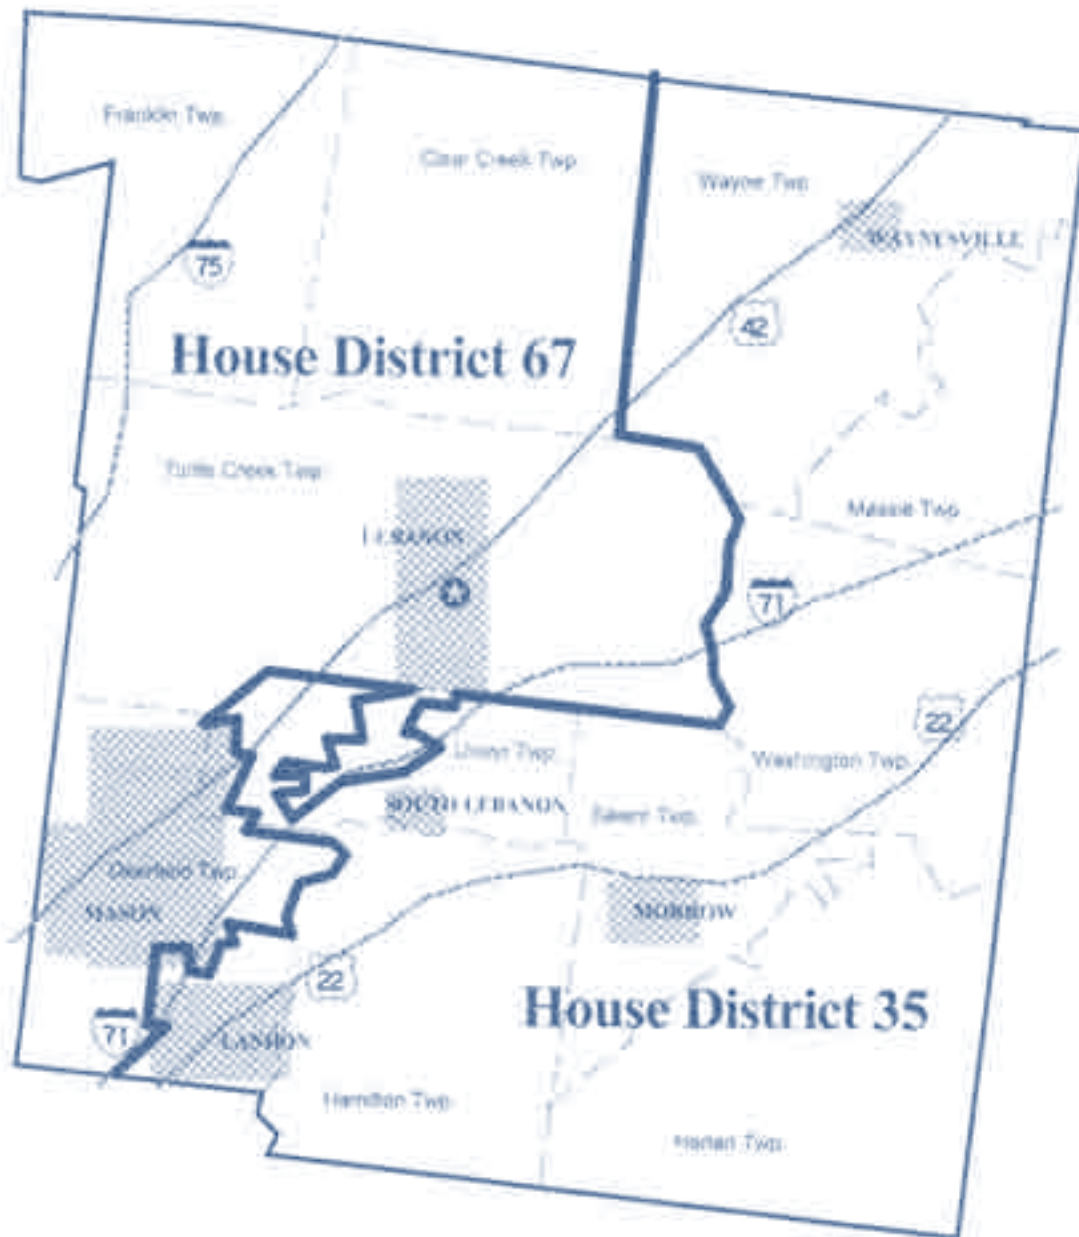 Franklin Twp.
Clear Creek Twp.
Wayne Twp.
WAYNESVILLE
75
42
House District 67
Turtle Creek Twp.
Massie Twp.
LEBANON
71
22
Union Twp.
Washington Twp.
SOUTH LEBANON
Salem Twp.
Deerfield Twp.
MASON
MORROW
22
House District 35
71
Hamilton Twp.
Harlan Twp.